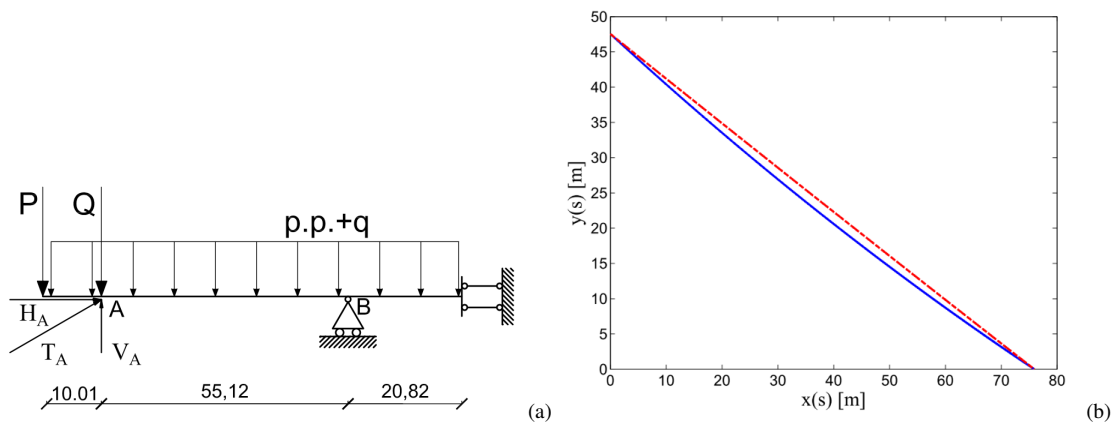 P Q
p.p.+q
A
B
H_A
T_A V_A
10.01 55,12 20,82
(a)
50
45
40
35
30
25
20
15
10
5
0
y(s) [m]
0 10 20 30 40 50 60 70 80
x(s) [m]
(b)